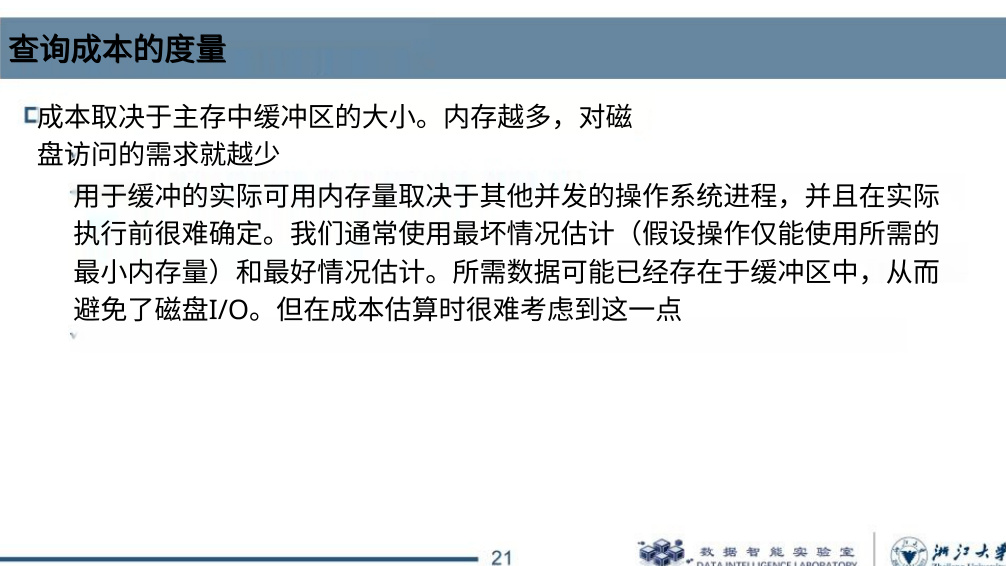 查询成本的度量
成本取决于主存中缓冲区的大小。内存越多，对磁
盘访问的需求就越少
用于缓冲的实际可用内存量取决于其他并发的操作系统进程，并且在实际
执行前很难确定。我们通常使用最坏情况估计（假设操作仅能使用所需的
最小内存量）和最好情况估计。所需数据可能已经存在于缓冲区中，从而
避免了磁盘I/O。但在成本估算时很难考虑到这一点
21
数据智能实验室
DATA INTELLIGENCE LABORATORY
浙江大学